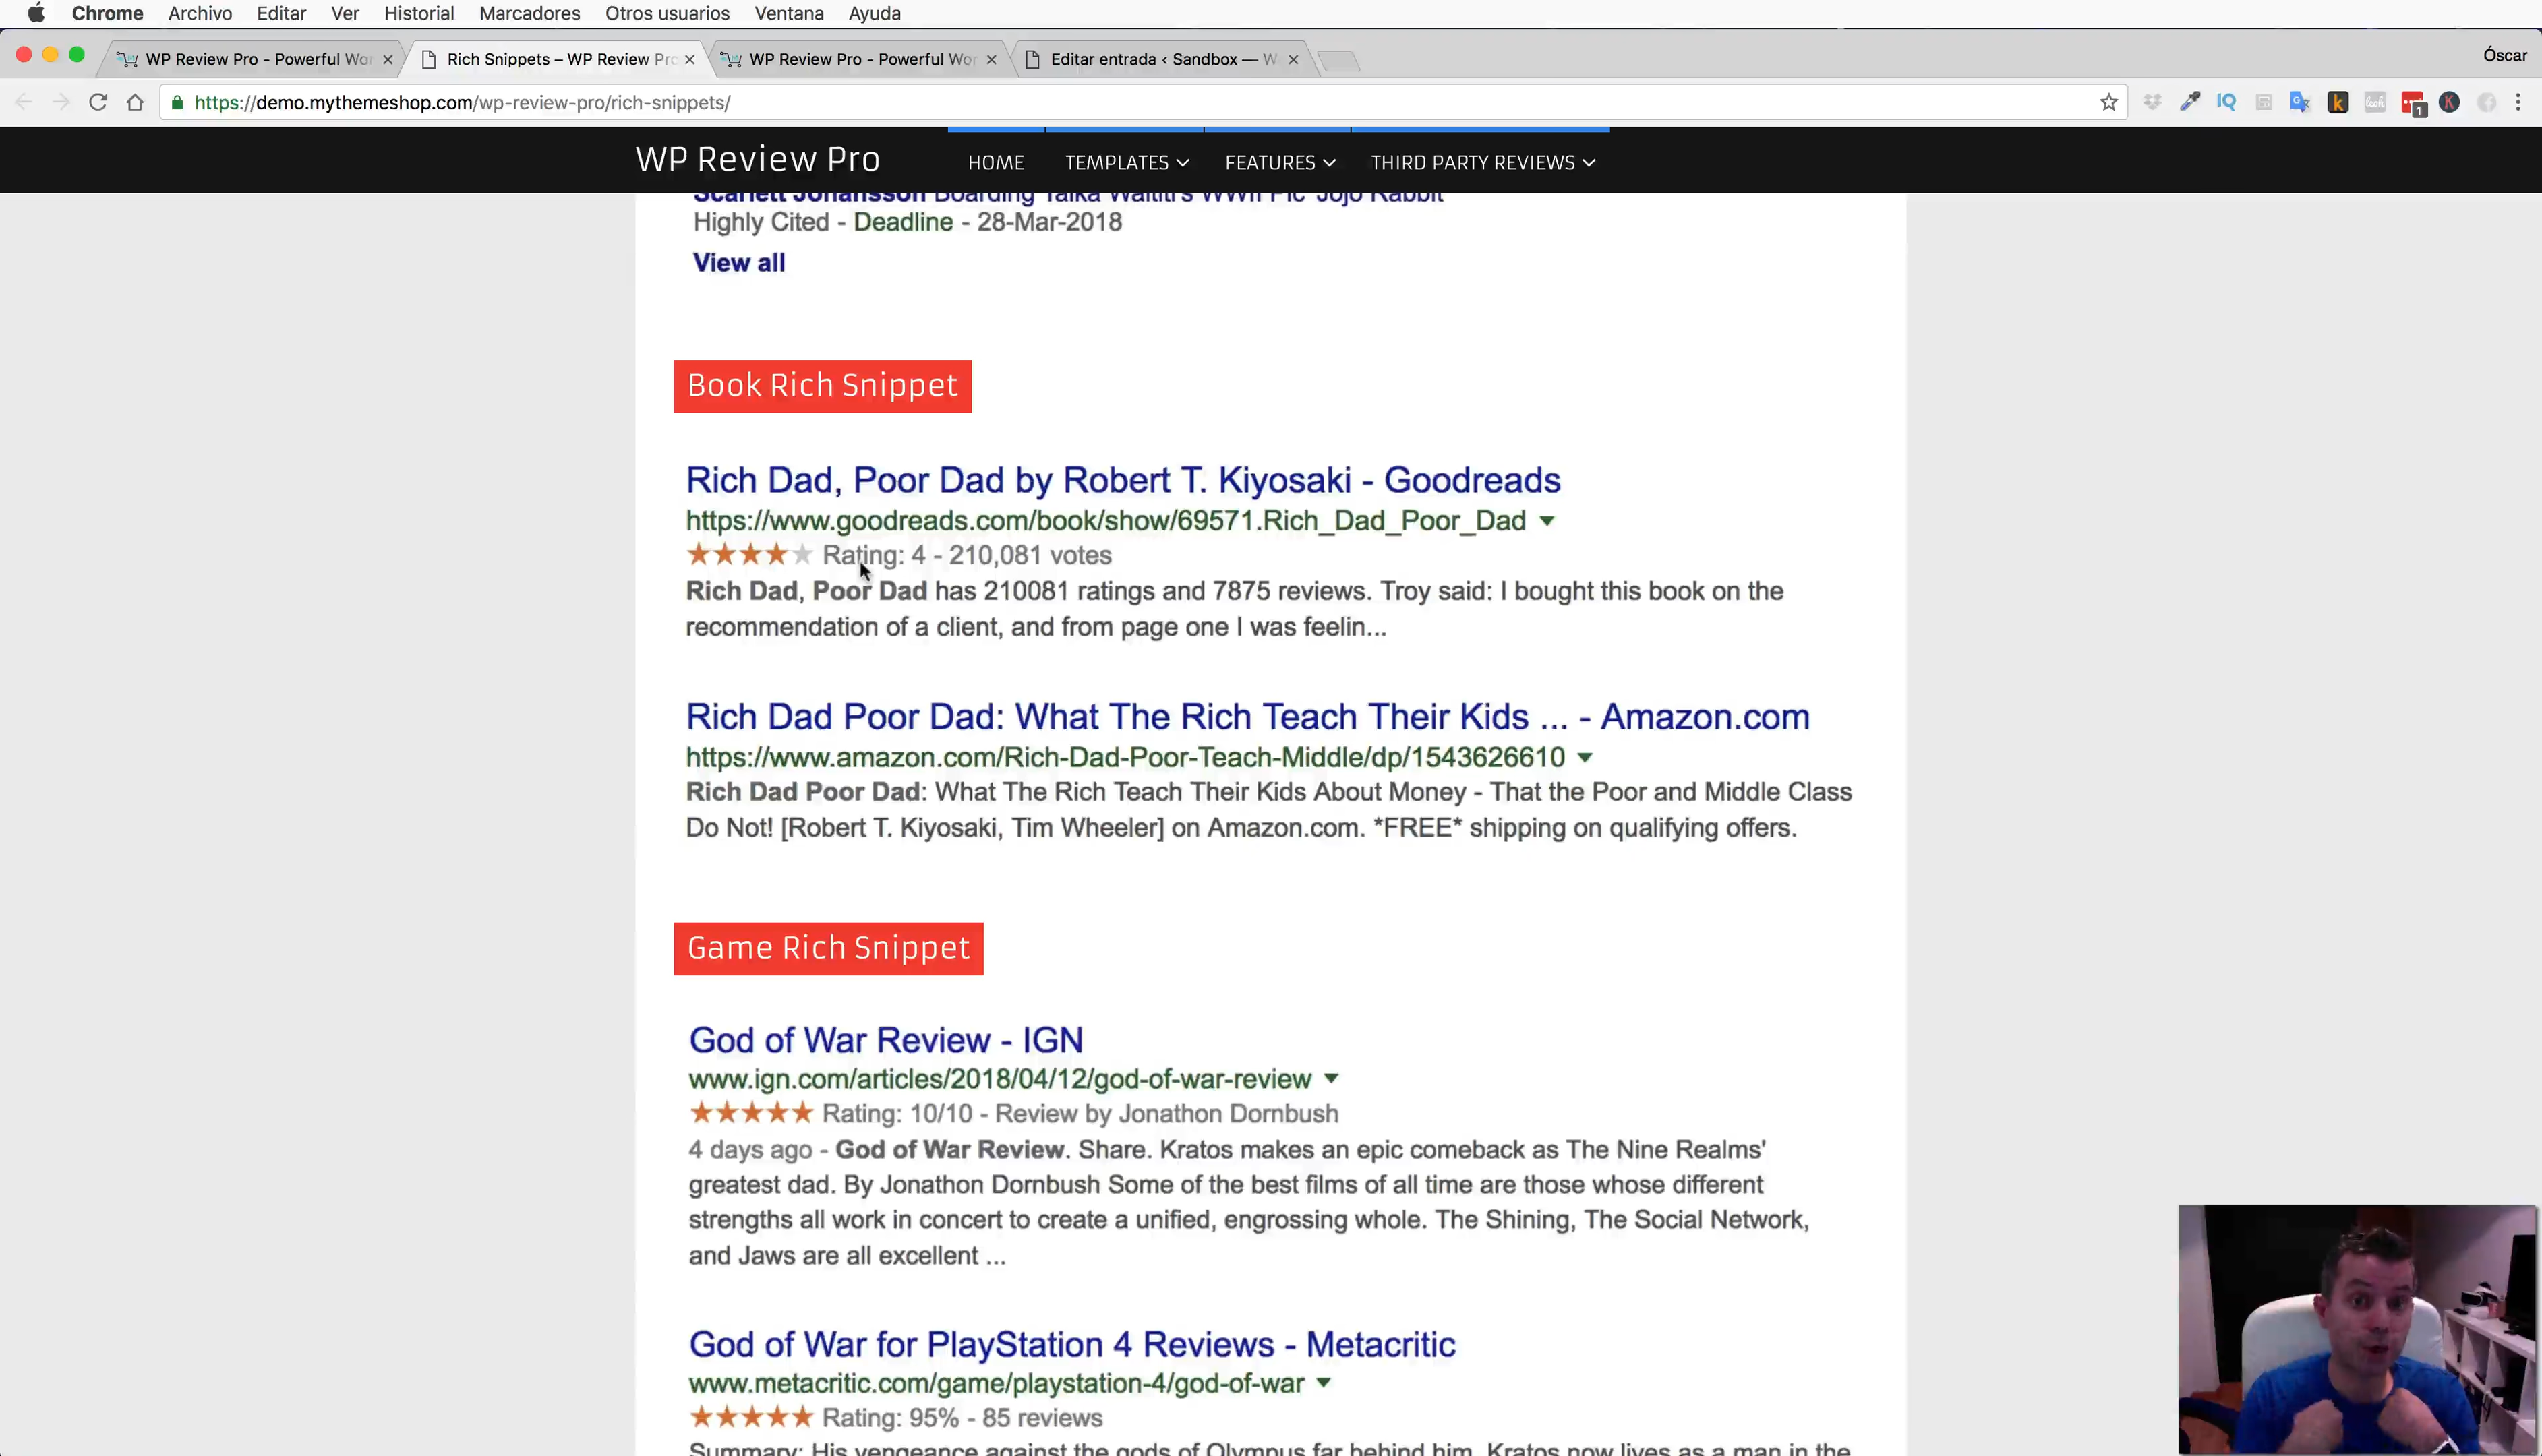 Chrome Archivo Editar Ver Historial Marcadores Otros usuarios Ventana Ayuda
WP Review Pro - Powerful Wor
Rich Snippets – WP Review Pro
WP Review Pro - Powerful Wor
Editar entrada ‹ Sandbox — W
Óscar
https://demo.mythemeshop.com/wp-review-pro/rich-snippets/
IQ
1
WP Review Pro
HOME TEMPLATES FEATURES THIRD PARTY REVIEWS
Scarlett Johansson Boarding Taika Waititi's WWII Pic 'Jojo Rabbit'
Highly Cited - Deadline - 28-Mar-2018
View all
Book Rich Snippet
Rich Dad, Poor Dad by Robert T. Kiyosaki - Goodreads
https://www.goodreads.com/book/show/69571.Rich_Dad_Poor_Dad
Rating: 4 - 210,081 votes
Rich Dad, Poor Dad has 210081 ratings and 7875 reviews. Troy said: I bought this book on the
recommendation of a client, and from page one I was feelin...
Rich Dad Poor Dad: What The Rich Teach Their Kids ... - Amazon.com
https://www.amazon.com/Rich-Dad-Poor-Teach-Middle/dp/1543626610
Rich Dad Poor Dad: What The Rich Teach Their Kids About Money - That the Poor and Middle Class
Do Not! [Robert T. Kiyosaki, Tim Wheeler] on Amazon.com. *FREE* shipping on qualifying offers.
Game Rich Snippet
God of War Review - IGN
www.ign.com/articles/2018/04/12/god-of-war-review
Rating: 10/10 - Review by Jonathon Dornbush
4 days ago - God of War Review. Share. Kratos makes an epic comeback as The Nine Realms'
greatest dad. By Jonathon Dornbush Some of the best films of all time are those whose different
strengths all work in concert to create a unified, engrossing whole. The Shining, The Social Network,
and Jaws are all excellent ...
God of War for PlayStation 4 Reviews - Metacritic
www.metacritic.com/game/playstation-4/god-of-war
Rating: 95% - 85 reviews
Summary: His vengeance against the gods of Olympus far behind him, Kratos now lives as a man in the